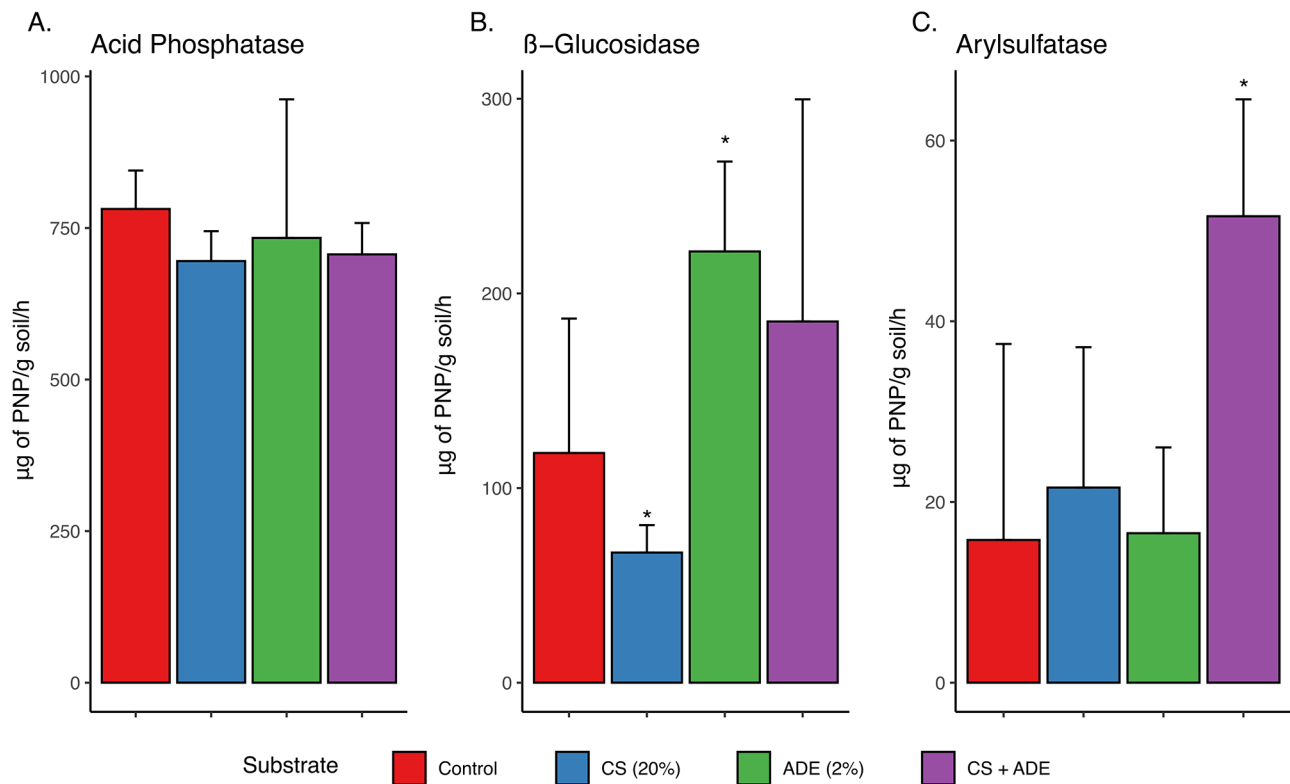 A.
Acid Phosphatase
µg of PNP/g soil/h
1000
750
500
250
0
B.
ß−Glucosidase
µg of PNP/g soil/h
300
200
100
0
*
*
C.
Arylsulfatase
µg of PNP/g soil/h
60
40
20
0
*
Substrate Control CS (20%) ADE (2%) CS + ADE